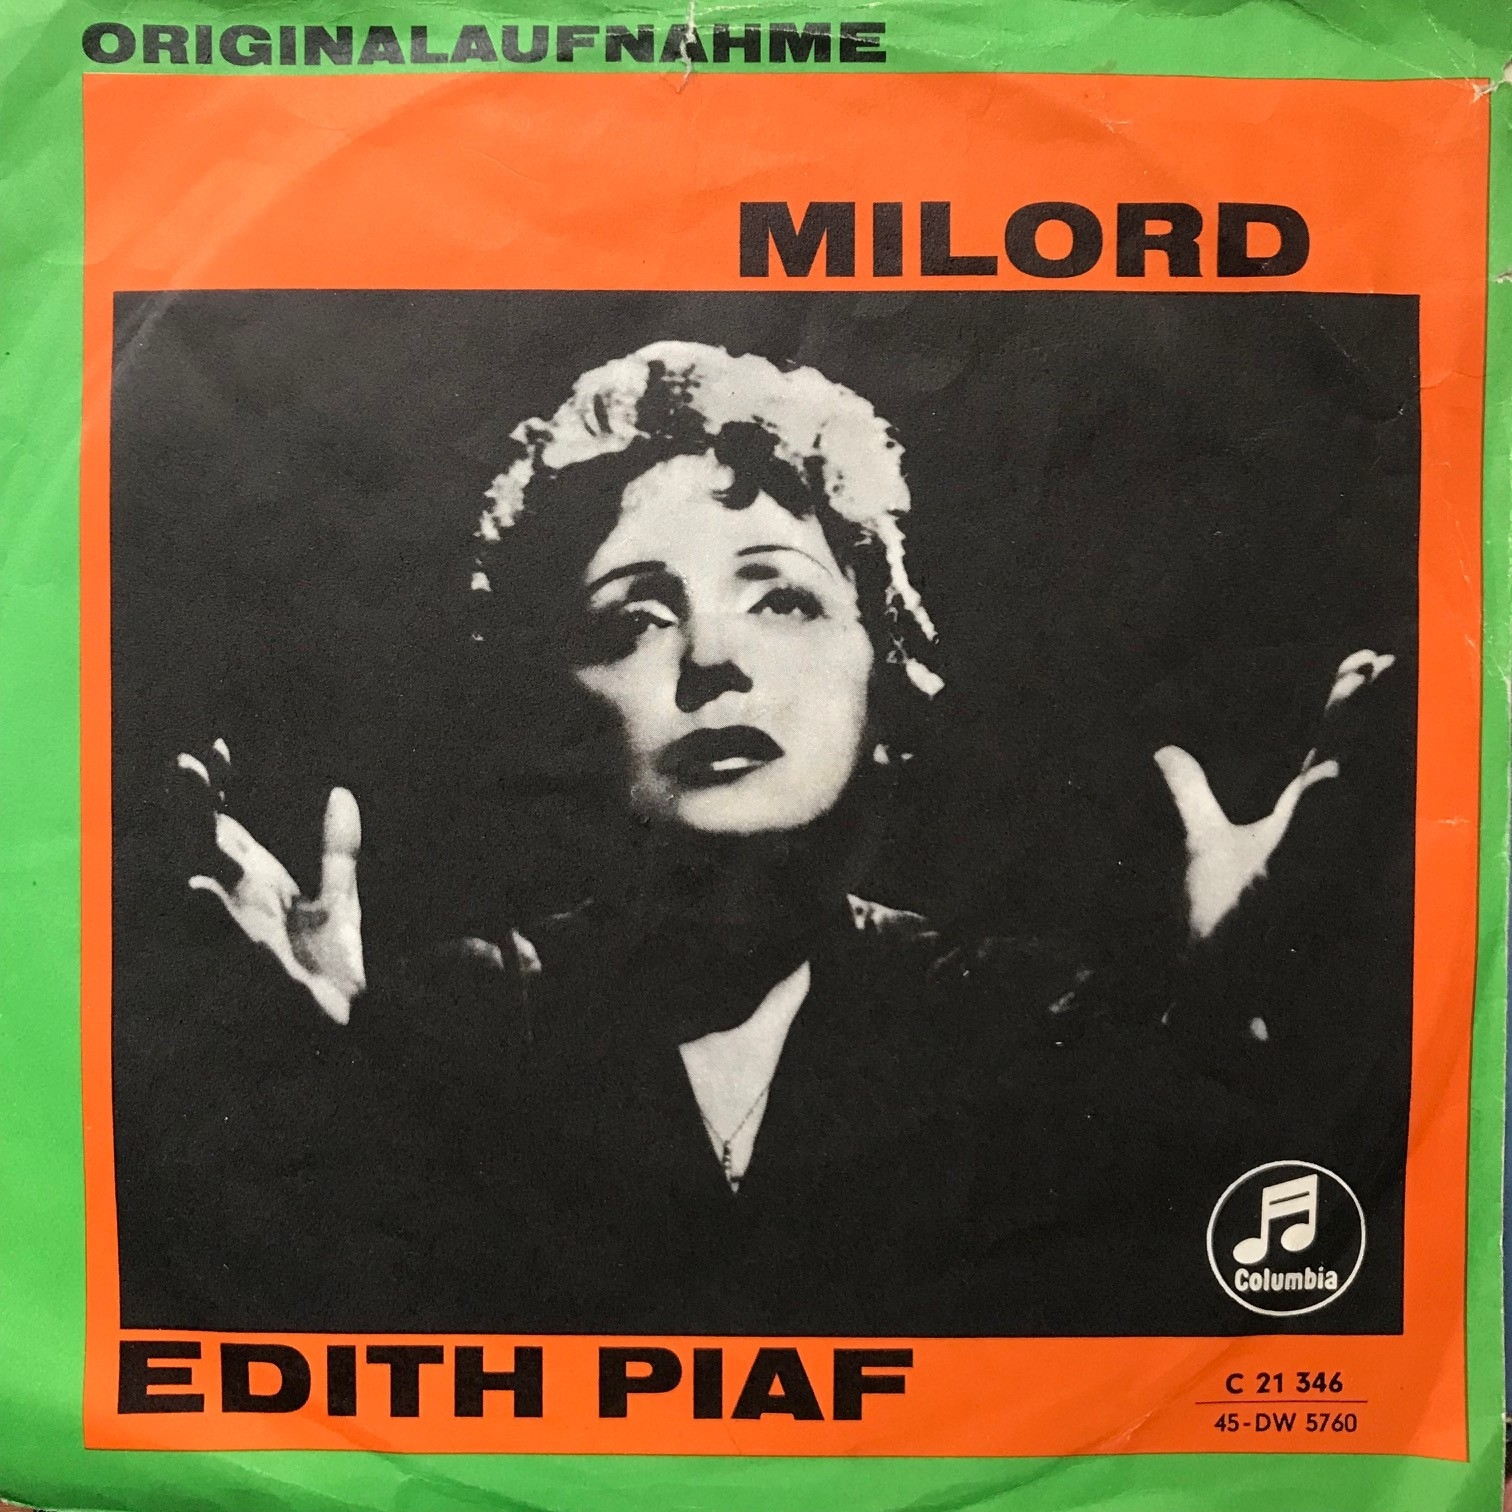 ORIGINALAUFNAHME
MILORD
Columbia
EDITH PIAF
C 21 346
45-DW 5760